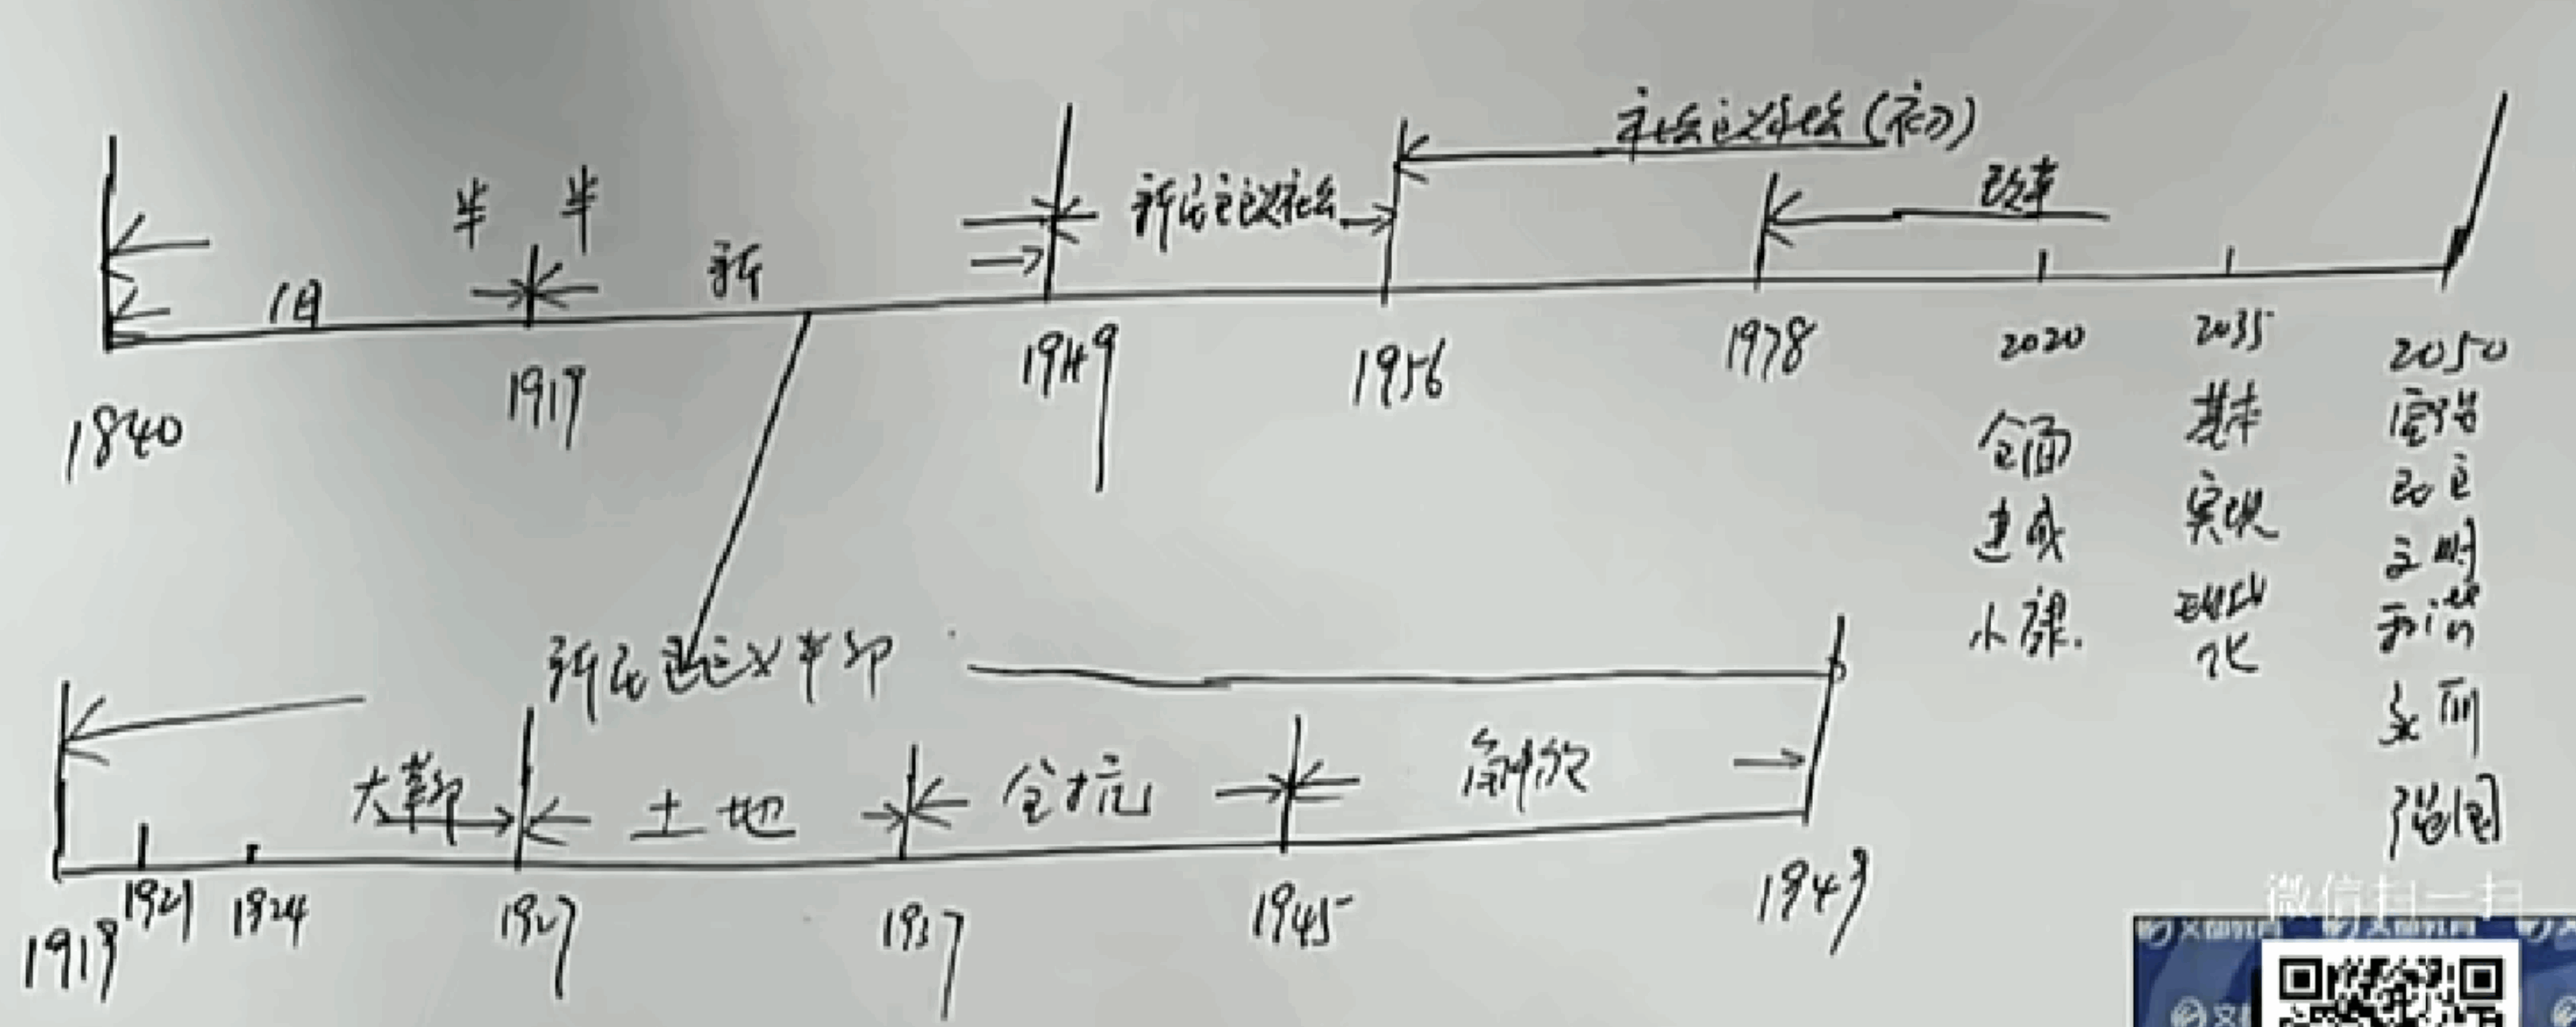 社会主义社会(初)
半 半
新民主主义社会
改革
旧
新
1840
1919
1949
1956
1978
2020
2035
2050
全面
建成
小康.
基本
实现
现代
化
富强
民主
文明
和谐
美丽
强国
新民主主义革命
大革命
土地
全抗
解放
1919
1921
1924
1927
1937
1945
1949
微信扫一扫